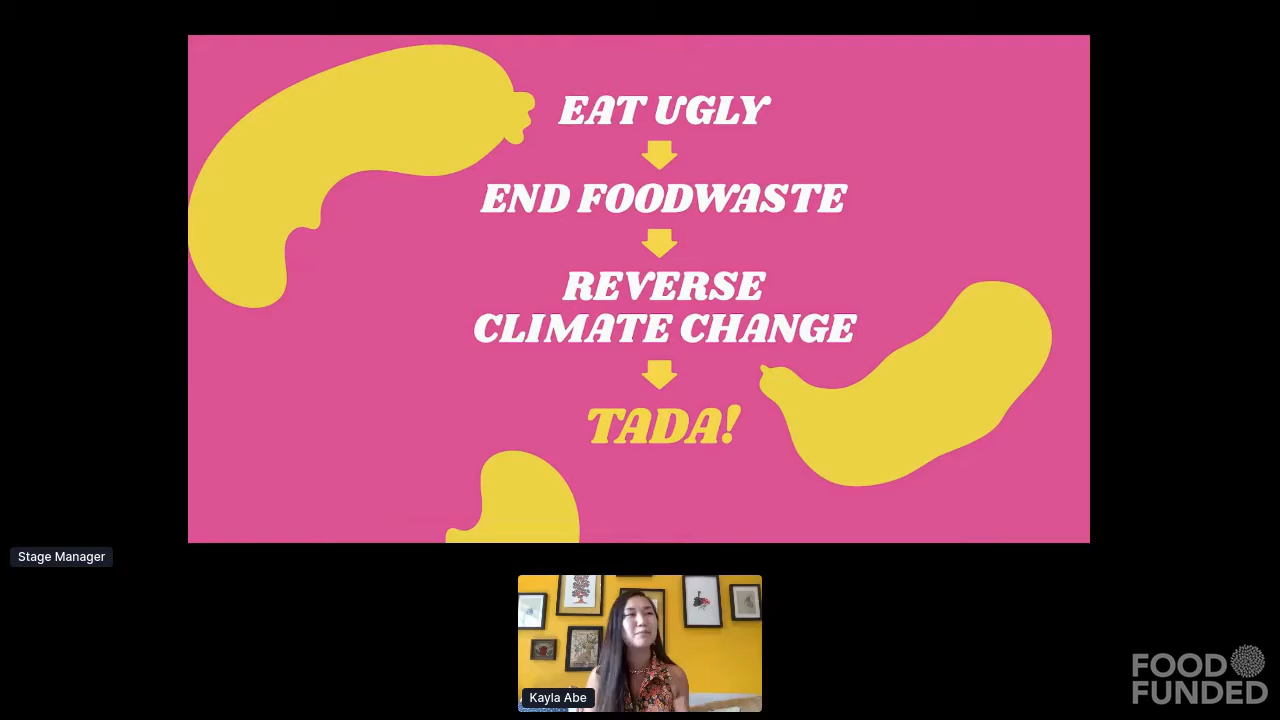 EAT UGLY
END FOODWASTE
REVERSE
CLIMATE CHANGE
TADA!
Stage Manager
Kayla Abe
FOOD
FUNDED